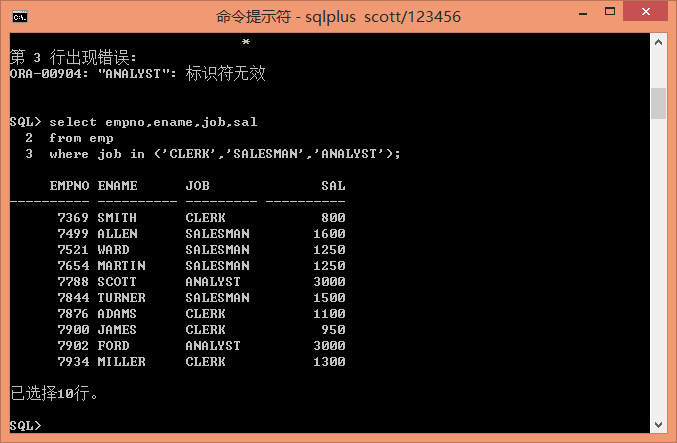 命令提示符 - sqlplus scott/123456
*
第 3 行出现错误:
ORA-00904: "ANALYST": 标识符无效
SQL> select empno,ename,job,sal
2 from emp
3 where job in ('CLERK','SALESMAN','ANALYST');
EMPNO ENAME JOB SAL
---------- ---------- --------- ----------
7369 SMITH CLERK 800
7499 ALLEN SALESMAN 1600
7521 WARD SALESMAN 1250
7654 MARTIN SALESMAN 1250
7788 SCOTT ANALYST 3000
7844 TURNER SALESMAN 1500
7876 ADAMS CLERK 1100
7900 JAMES CLERK 950
7902 FORD ANALYST 3000
7934 MILLER CLERK 1300
已选择10行。
SQL>